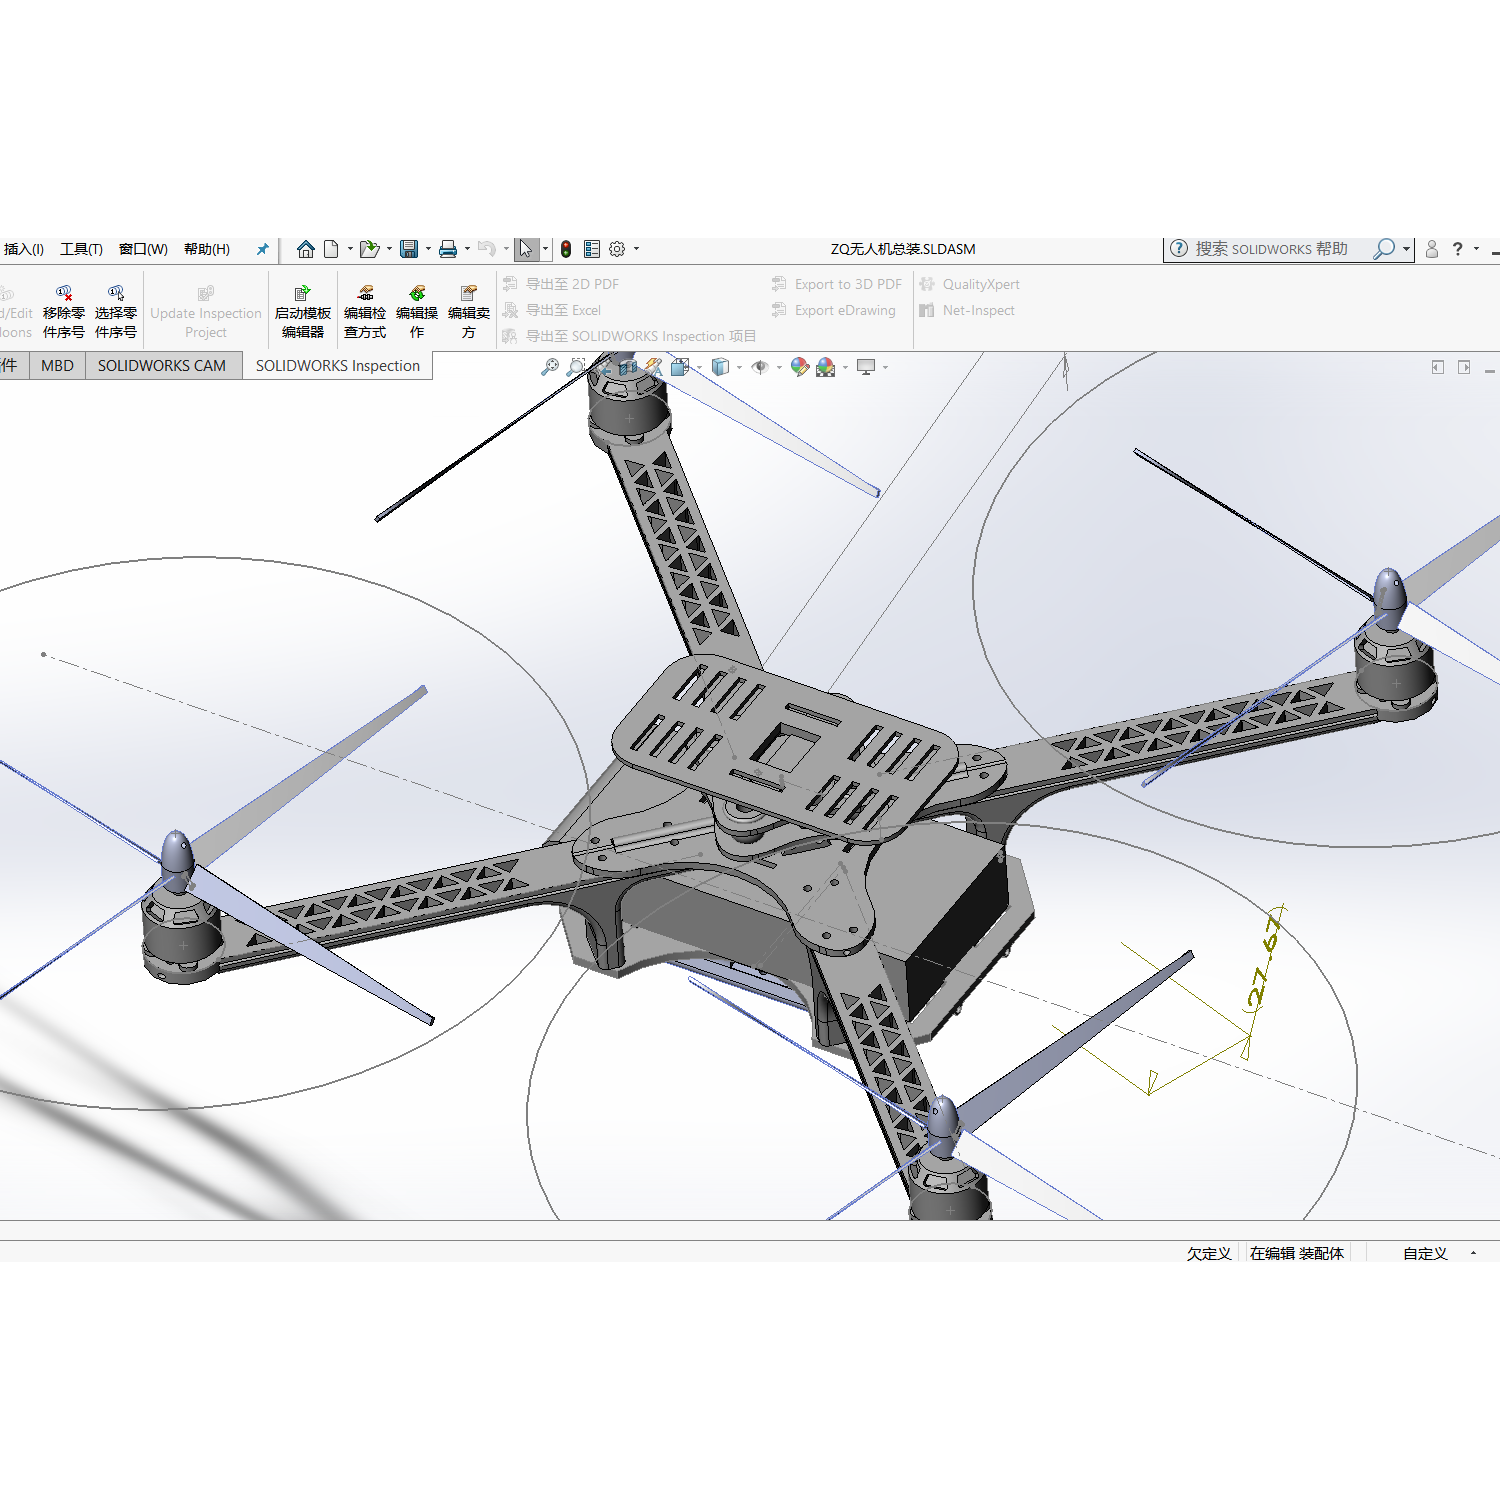 插入(I) 工具(T) 窗口(W) 帮助(H) ZQ无人机总装.SLDASM 搜索 SOLIDWORKS 帮助 ?
d/Edit
loons
移除零
件序号
选择零
件序号
Update Inspection
Project
启动模板
编辑器
编辑检
查方式
编辑操
作
编辑卖
方
导出至 2D PDF
导出至 Excel
导出至 SOLIDWORKS Inspection 项目
Export to 3D PDF
Export eDrawing
QualityXpert
Net-Inspect
件 MBD SOLIDWORKS CAM SOLIDWORKS Inspection
(27.67)
欠定义 在编辑 装配体 自定义